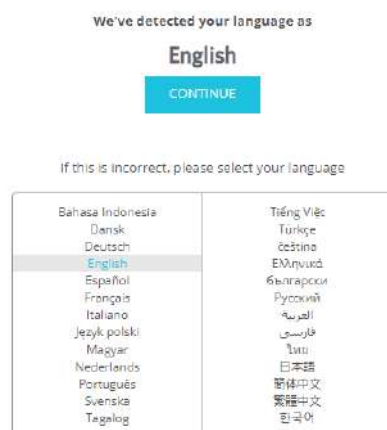 We've detected your language as
English
CONTINUE
If this is incorrect, please select your language
Bahasa Indonesia
Dansk
Deutsch
English
Español
Français
Italiano
Język polski
Magyar
Nederlands
Português
Svenska
Tagalog
Tiếng Việt
Türkçe
čeština
Ελληνικά
български
Русский
العربية
فارسی
ไทย
日本語
简体中文
繁體中文
한국어